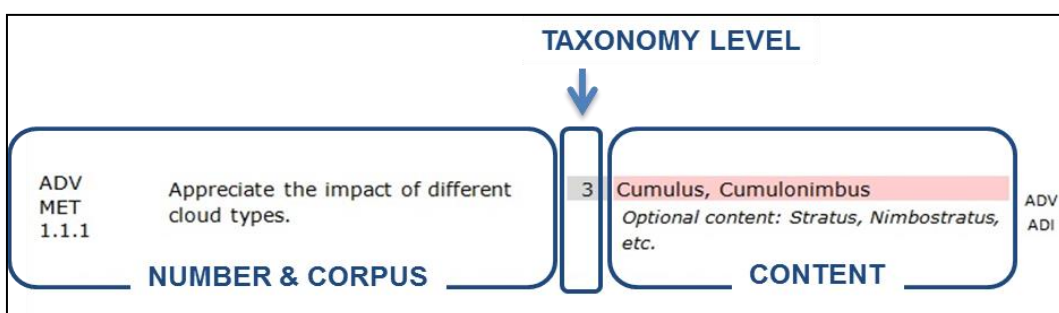 TAXONOMY LEVEL
ADV
MET
1.1.1
Appreciate the impact of different
cloud types.
3
Cumulus, Cumulonimbus
Optional content: Stratus, Nimbostratus,
etc.
ADV
ADI
NUMBER & CORPUS
CONTENT